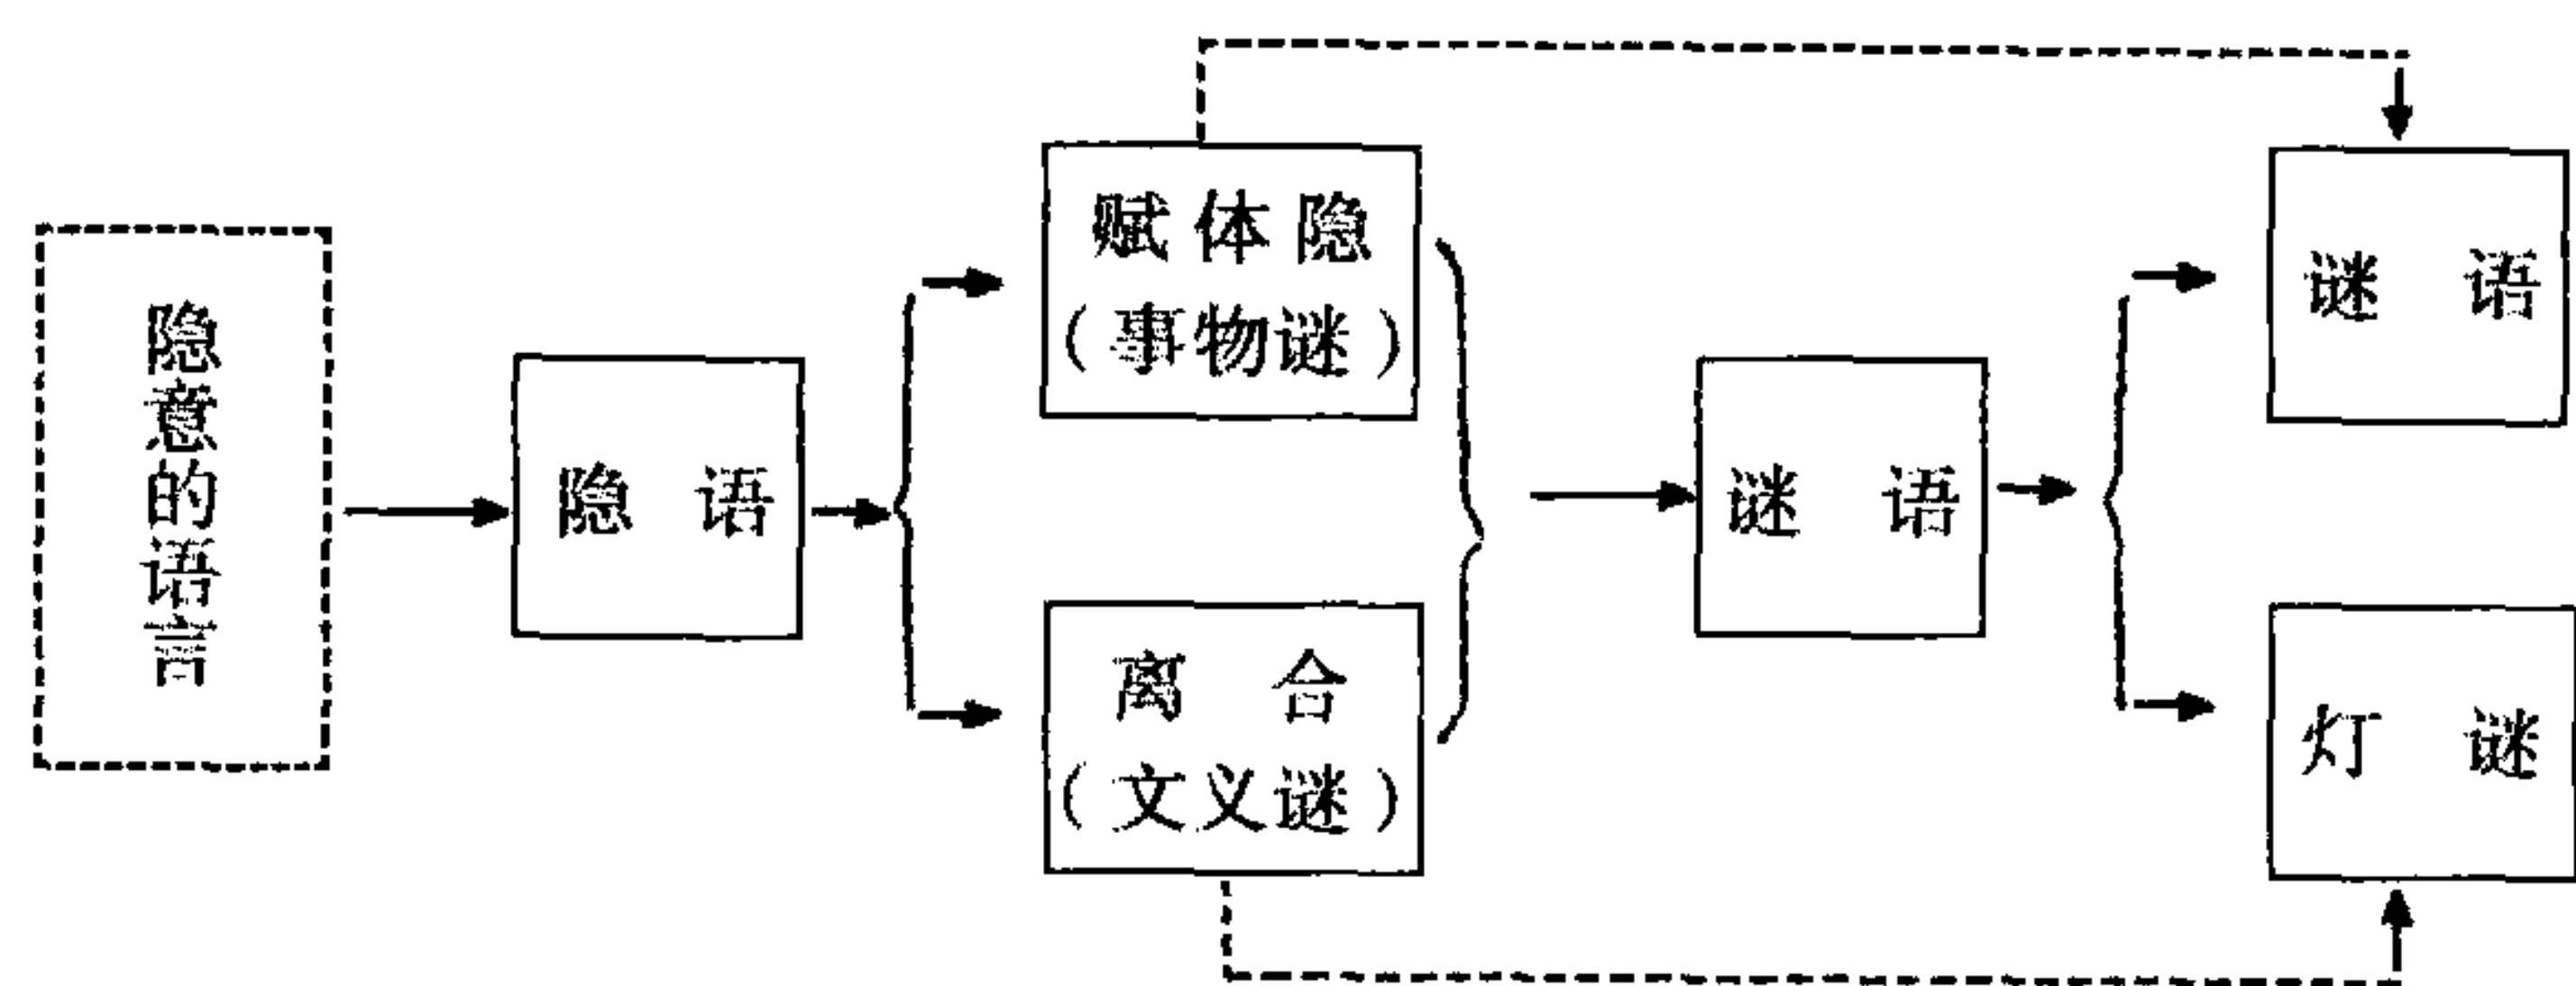 隐意的语言
隐语
赋体隐
（事物谜）
离合
（文义谜）
谜语
谜语
灯谜